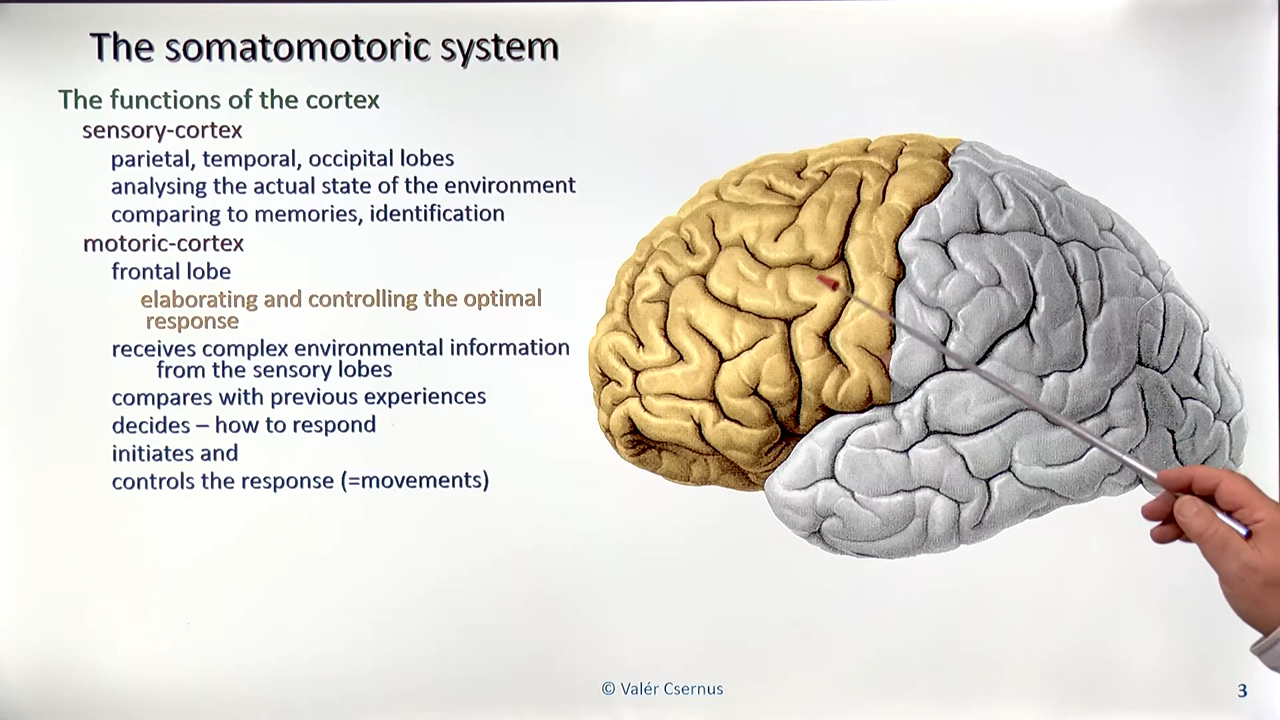 The somatomotoric system
The functions of the cortex
sensory-cortex
parietal, temporal, occipital lobes
analysing the actual state of the environment
comparing to memories, identification
motoric-cortex
frontal lobe
elaborating and controlling the optimal
response
receives complex environmental information
from the sensory lobes
compares with previous experiences
decides – how to respond
initiates and
controls the response (=movements)
© Valér Csernus
3